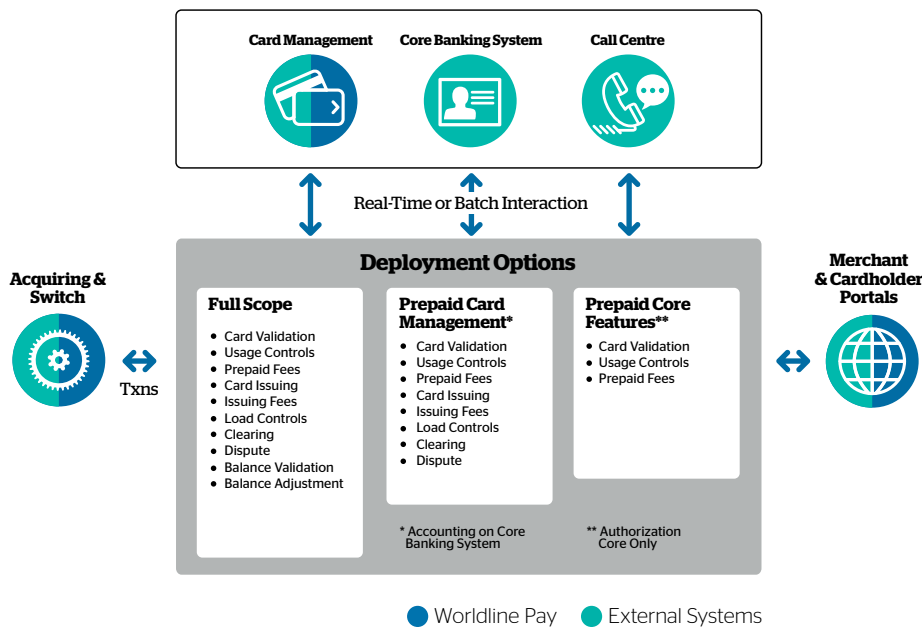 Card Management
Core Banking System
Call Centre
Real-Time or Batch Interaction
Acquiring &
Switch
Txns
Deployment Options
Full Scope
• Card Validation
• Usage Controls
• Prepaid Fees
• Card Issuing
• Issuing Fees
• Load Controls
• Clearing
• Dispute
• Balance Validation
• Balance Adjustment
Prepaid Card
Management*
• Card Validation
• Usage Controls
• Prepaid Fees
• Card Issuing
• Issuing Fees
• Load Controls
• Clearing
• Dispute
* Accounting on Core
Banking System
Prepaid Core
Features**
• Card Validation
• Usage Controls
• Prepaid Fees
** Authorization
Core Only
Merchant
& Cardholder
Portals
Worldline Pay
External Systems